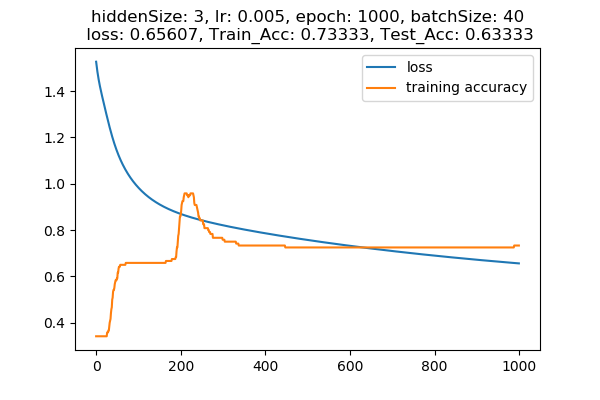 hiddenSize: 3, lr: 0.005, epoch: 1000, batchSize: 40
loss: 0.65607, Train_Acc: 0.73333, Test_Acc: 0.63333
loss
training accuracy
1.4
1.2
1.0
0.8
0.6
0.4
0 200 400 600 800 1000